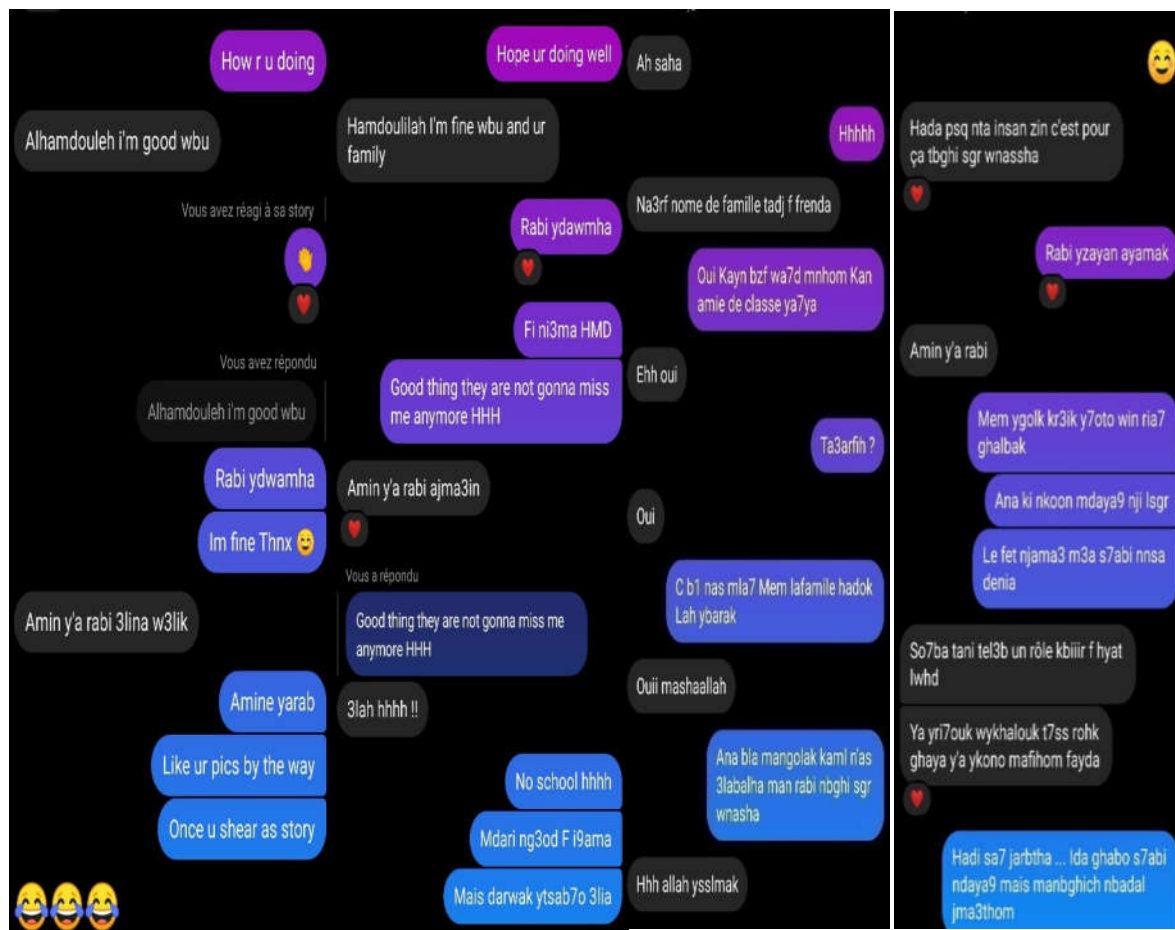 How r u doing
Alhamdouleh i'm good wbu
Vous avez réagi à sa story
Vous avez répondu
Alhamdouleh i'm good wbu
Rabi ydwamha
Im fine Thnx 😊
Amin y'a rabi 3lina w3lik
Amine yarab
Like ur pics by the way
Once u shear as story
😂😂😂
Hope ur doing well
Hamdoulilah I'm fine wbu and ur
family
Rabi ydawmha
Fi ni3ma HMD
Good thing they are not gonna miss
me anymore HHH
Amin y'a rabi ajma3in
Vous a répondu
Good thing they are not gonna miss me
anymore HHH
3lah hhhh !!
No school hhhh
Mdari ng3od F i9ama
Mais darwak ytsab7o 3lia
Ah saha
Hhhhh
Na3rf nome de famille tadj f frenda
Oui Kayn bzf wa7d mnhom Kan
amie de classe ya7ya
Ehh oui
Ta3arfih ?
Oui
C b1 nas mla7 Mem lafamile hadok
Lah ybarak
Ouii mashaallah
Ana bla mangolak kaml n'as
3labalha man rabi nbghi sgr
wnasha
Hhh allah ysslmak
😊
Hada psq nta insan zin c'est pour
ça tbghi sgr wnassha
Rabi yzayan ayamak
Amin y'a rabi
Mem ygolk kr3ik y7oto win ria7
ghalbak
Ana ki nkoon mdaya9 nji lsgr
Le fet njama3 m3a s7abi nnsa
denia
So7ba tani tel3b un rôle kbiiir f hyat
lwhd
Ya yri7ouk wykhalouk t7ss rohk
ghaya y'a ykono mafihom fayda
Hadi sa7 jarbtha ... Ida ghabo s7abi
ndaya9 mais manbghich nbadal
jma3thom